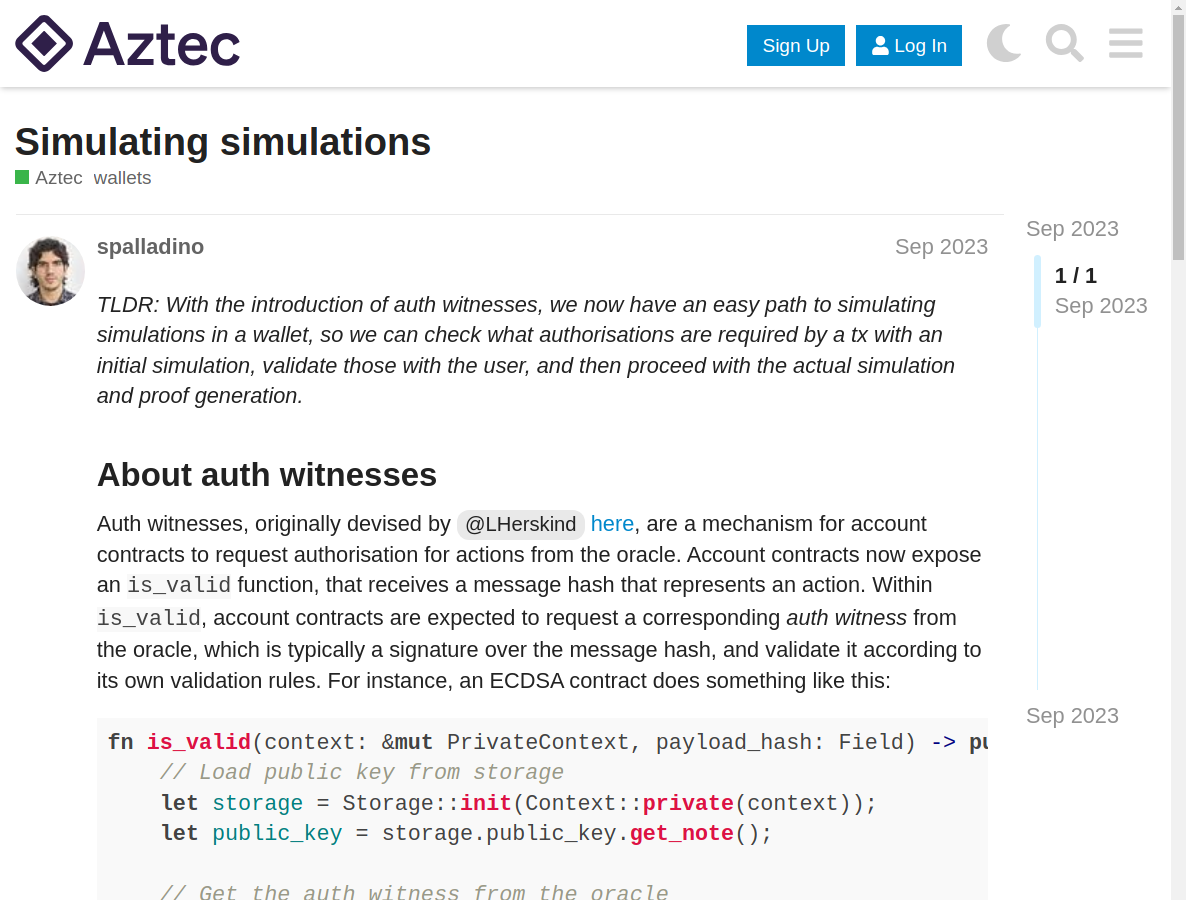 Aztec
Sign Up
Log In
Simulating simulations
Aztec wallets
spalladino
Sep 2023
TLDR: With the introduction of auth witnesses, we now have an easy path to simulating
simulations in a wallet, so we can check what authorisations are required by a tx with an
initial simulation, validate those with the user, and then proceed with the actual simulation
and proof generation.
Sep 2023
1 / 1
Sep 2023
Sep 2023
About auth witnesses
Auth witnesses, originally devised by @LHerskind here, are a mechanism for account
contracts to request authorisation for actions from the oracle. Account contracts now expose
an is_valid function, that receives a message hash that represents an action. Within
is_valid, account contracts are expected to request a corresponding auth witness from
the oracle, which is typically a signature over the message hash, and validate it according to
its own validation rules. For instance, an ECDSA contract does something like this:
fn is_valid(context: &mut PrivateContext, payload_hash: Field) ->
// Load public key from storage
let storage = Storage::init(Context::private(context));
let public_key = storage.public_key.get_note();
// Get the auth witness from the oracle